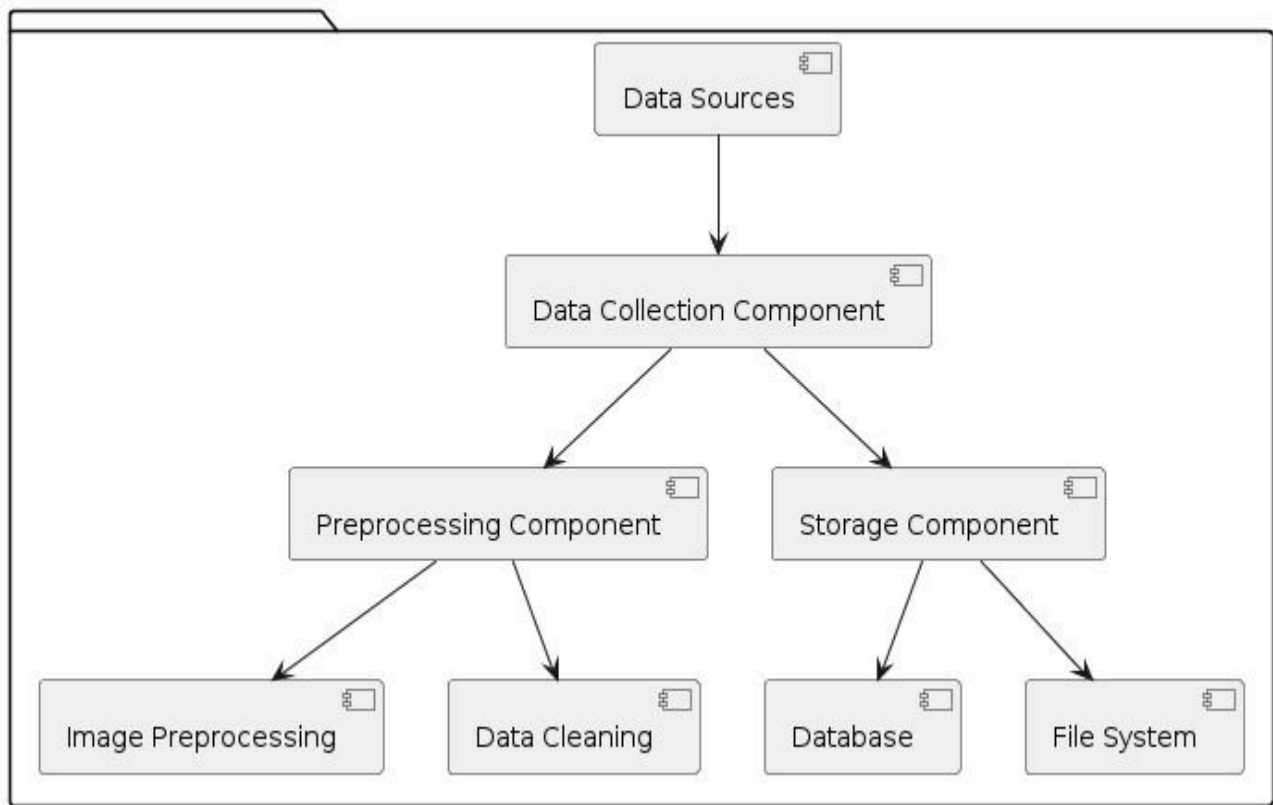 Data Sources
Data Collection Component
Preprocessing Component
Storage Component
Image Preprocessing
Data Cleaning
Database
File System